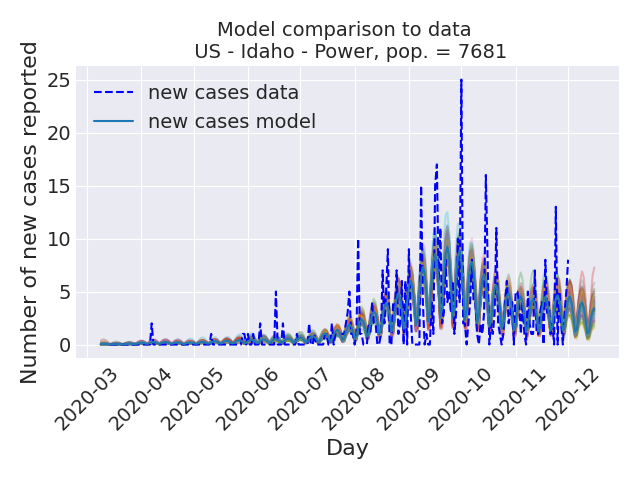 Model comparison to data
US - Idaho - Power, pop. = 7681
Number of new cases reported
25
20
15
10
5
0
new cases data
new cases model
2020-03
2020-04
2020-05
2020-06
2020-07
2020-08
2020-09
2020-10
2020-11
2020-12
Day